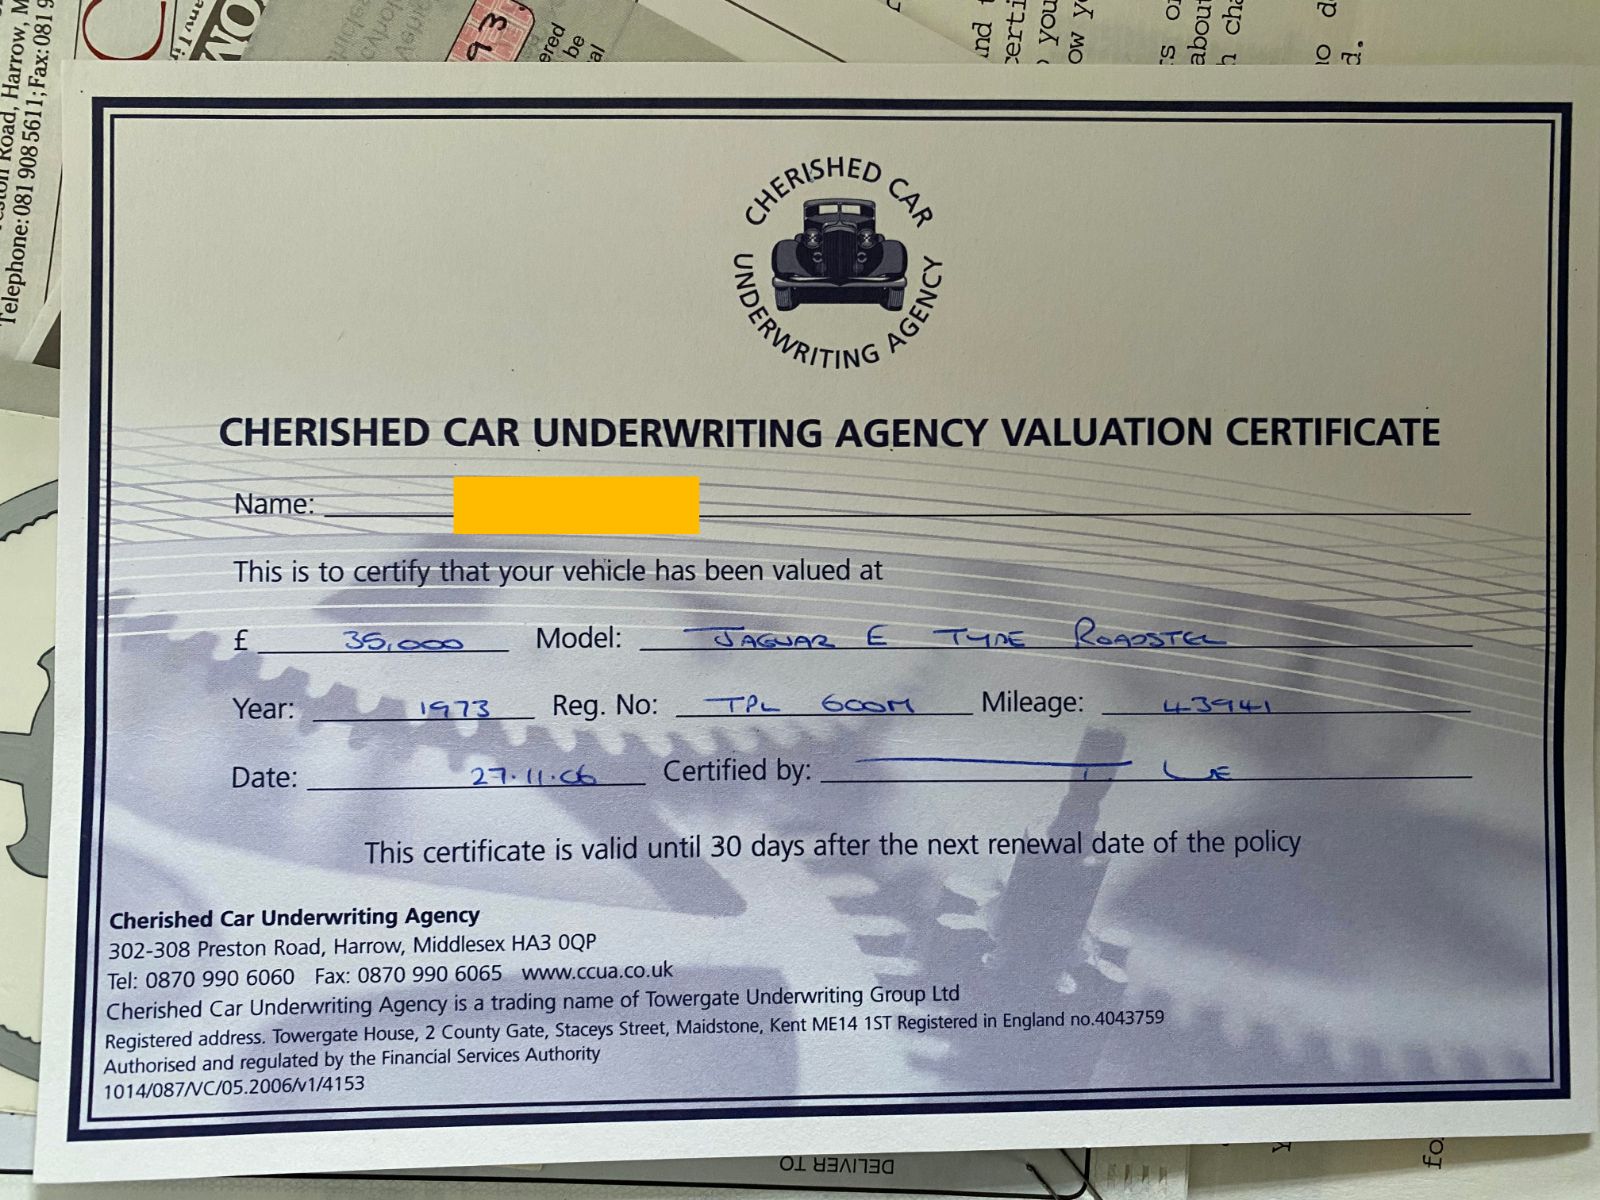 Preston Road, Harrow, M
Telephone: 081 908 5611; Fax: 081 9
93
ered
be
al
CHERISHED CAR
UNDERWRITING AGENCY
CHERISHED CAR UNDERWRITING AGENCY VALUATION CERTIFICATE
Name:
This is to certify that your vehicle has been valued at
£ 35,000 Model: JAGUAR E TYPE ROADSTER
Year: 1973 Reg. No: TPL 600M Mileage: 43941
Date: 27.11.06 Certified by:
This certificate is valid until 30 days after the next renewal date of the policy
Cherished Car Underwriting Agency
302-308 Preston Road, Harrow, Middlesex HA3 0QP
Tel: 0870 990 6060 Fax: 0870 990 6065 www.ccua.co.uk
Cherished Car Underwriting Agency is a trading name of Towergate Underwriting Group Ltd
Registered address. Towergate House, 2 County Gate, Staceys Street, Maidstone, Kent ME14 1ST Registered in England no.4043759
Authorised and regulated by the Financial Services Authority
1014/087/VC/05.2006/v1/4153
DELIVER TO